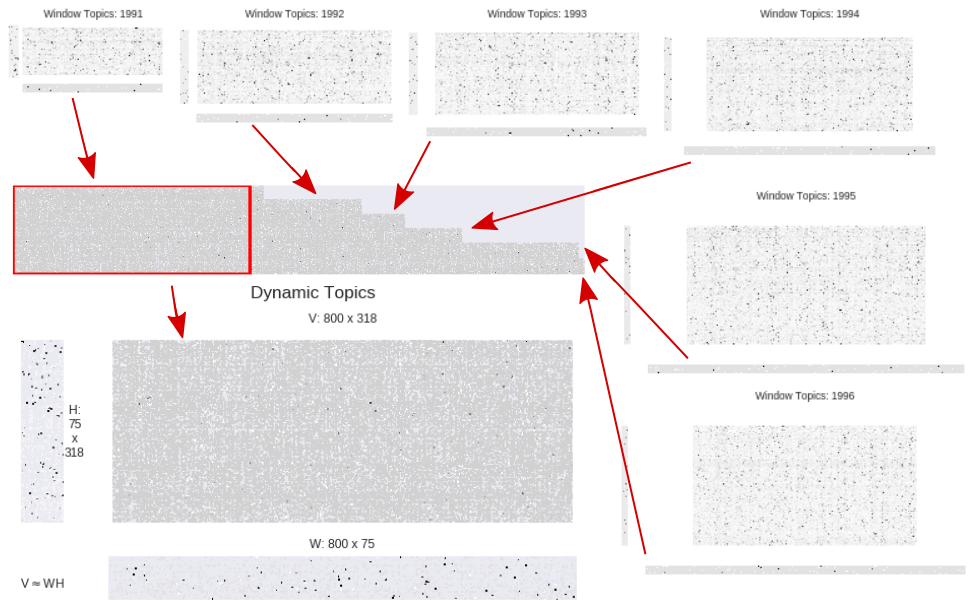 Window Topics: 1991
Window Topics: 1992
Window Topics: 1993
Window Topics: 1994
Window Topics: 1995
Dynamic Topics
V: 800 x 318
H:
75
x
318
Window Topics: 1996
W: 800 x 75
V ≈ WH